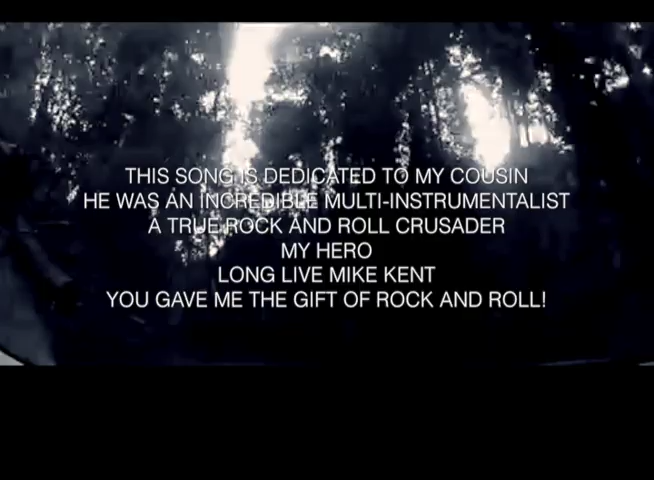 THIS SONG IS DEDICATED TO MY COUSIN
HE WAS AN INCREDIBLE MULTI-INSTRUMENTALIST
A TRUE ROCK AND ROLL CRUSADER
MY HERO
LONG LIVE MIKE KENT
YOU GAVE ME THE GIFT OF ROCK AND ROLL!